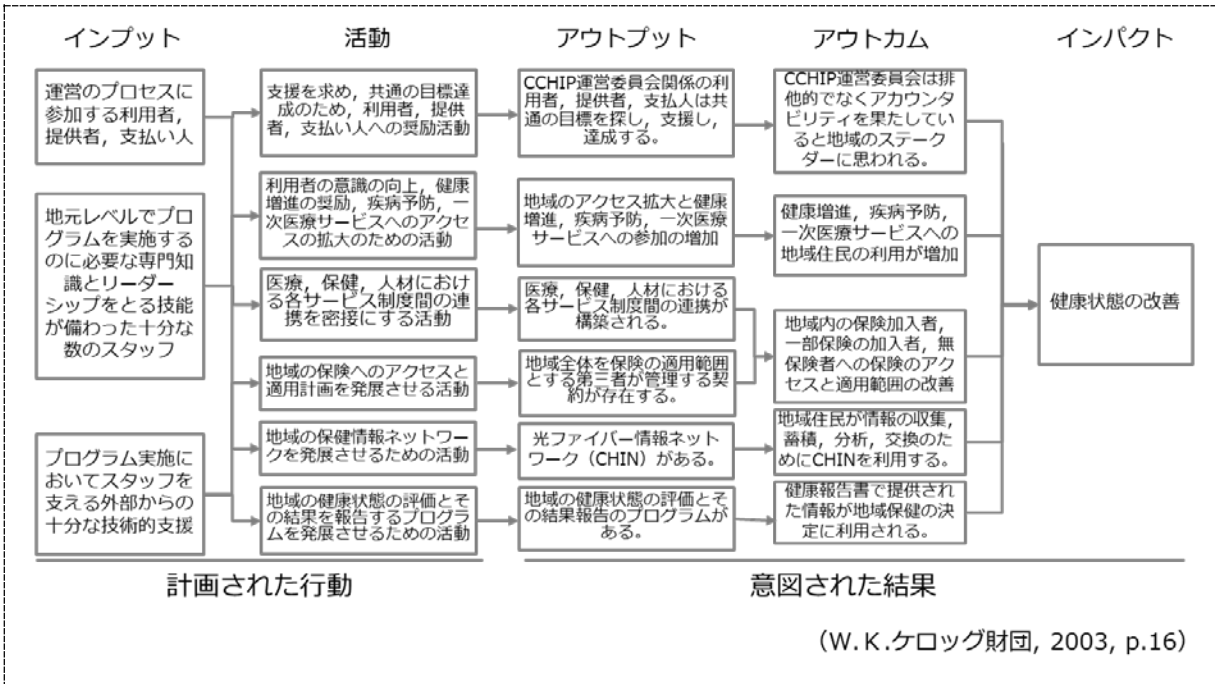 インプット
活動
アウトプット
アウトカム
インパクト
運営のプロセスに
参加する利用者,
提供者, 支払い人
地元レベルでプロ
グラムを実施する
のに必要な専門知
識とリーダー
シップをとる技能
が備わった十分な
数のスタッフ
プログラム実施に
おいてスタッフを
支える外部からの
十分な技術的支援
支援を求め, 共通の目標達
成のため, 利用者, 提供
者, 支払い人への奨励活動
利用者の意識の向上, 健康
増進の奨励, 疾病予防, 一
次医療サービスへのアクセ
スの拡大のための活動
医療, 保健, 人材における
各サービス制度間の連
携を密接にする活動
地域の保険へのアクセスと
適用計画を発展させる活動
地域の保健情報ネットワー
クを発展させるための活動
地域の健康状態の評価とそ
の結果を報告するプログラ
ムを発展させるための活動
CCHIP運営委員会関係の利
用者, 提供者, 支払人は共
通の目標を探し, 支援し,
達成する。
地域のアクセス拡大と健康
増進, 疾病予防, 一次医療
サービスへの参加の増加
医療, 保健, 人材における
各サービス制度間の連携が
構築される。
地域全体を保険の適用範囲
とする第三者が管理する契
約が存在する。
光ファイバー情報ネット
ワーク（CHIN）がある。
地域の健康状態の評価とそ
の結果報告のプログラムが
ある。
CCHIP運営委員会は排
他的でなくアカウンタ
ビリティを果たしてい
ると地域のステーク
ダーに思われる。
健康増進, 疾病予防,
一次医療サービスへの
地域住民の利用が増加
地域内の保険加入者,
一部保険の加入者, 無
保険者への保険のアク
セスと適用範囲の改善
地域住民が情報の収集,
蓄積, 分析, 交換のた
めにCHINを利用する。
健康報告書で提供され
た情報が地域保健の決
定に利用される。
健康状態の改善
計画された行動
意図された結果
（W.K.ケロッグ財団, 2003, p.16）